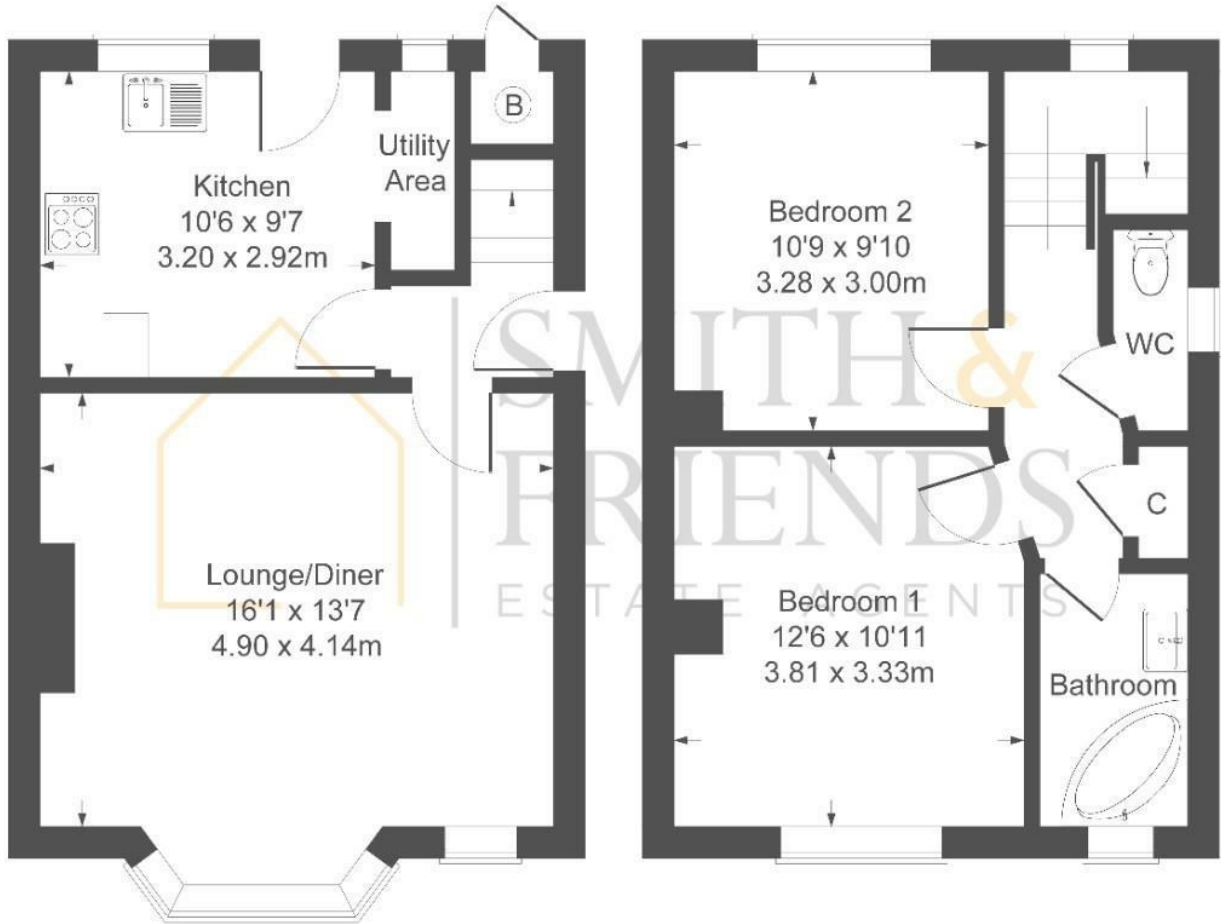 Kitchen
10'6 x 9'7
3.20 x 2.92m
Utility
Area
B
Lounge/Diner
16'1 x 13'7
4.90 x 4.14m
Bedroom 2
10'9 x 9'10
3.28 x 3.00m
WC
C
Bedroom 1
12'6 x 10'11
3.81 x 3.33m
Bathroom
SMITH &
FRIENDS
ESTATE AGENTS